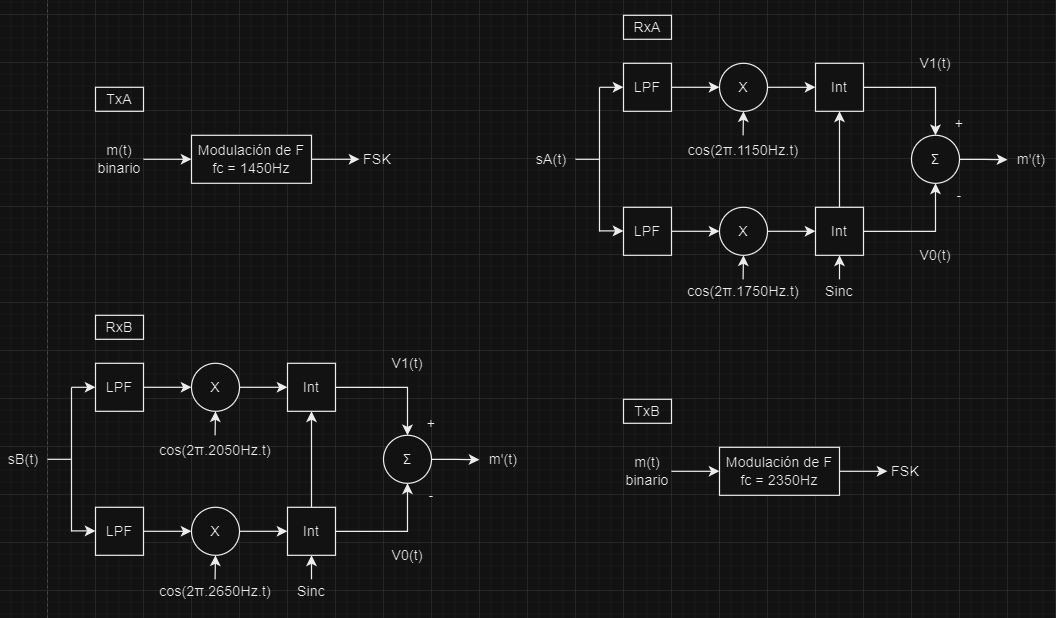 TxA
m(t)
binario
Modulación de F
fc = 1450Hz
FSK
RxA
sA(t)
LPF
X
Int
V1(t)
cos(2π.1150Hz.t)
+
Σ
m'(t)
-
LPF
X
Int
V0(t)
cos(2π.1750Hz.t)
Sinc
RxB
sB(t)
LPF
X
Int
V1(t)
cos(2π.2050Hz.t)
+
Σ
m'(t)
-
LPF
X
Int
V0(t)
cos(2π.2650Hz.t)
Sinc
TxB
m(t)
binario
Modulación de F
fc = 2350Hz
FSK